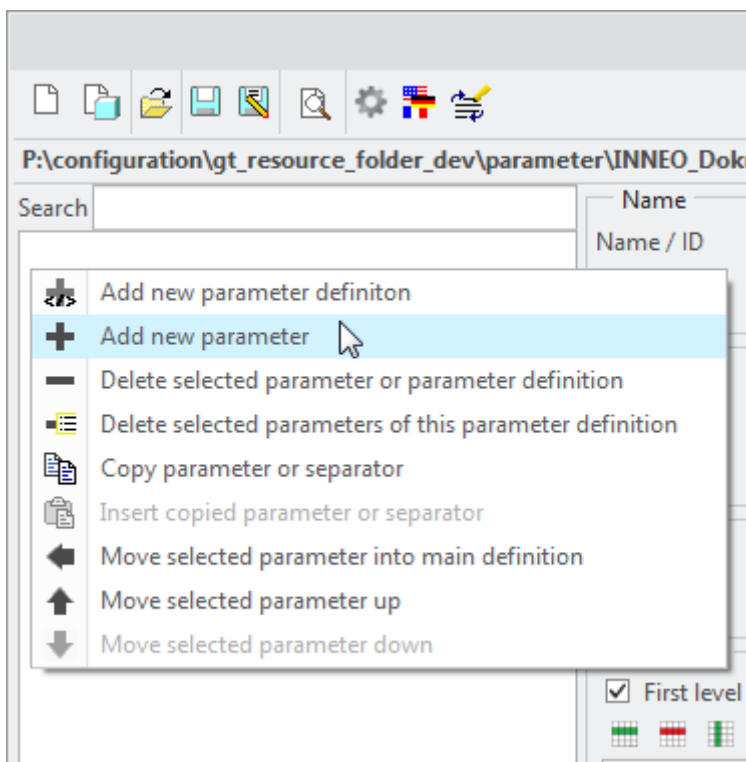 P:\configuration\gt_resource_folder_dev\parameter\INNEO_Dok
Search
Name
Name / ID
Add new parameter definiton
Add new parameter
Delete selected parameter or parameter definition
Delete selected parameters of this parameter definition
Copy parameter or separator
Insert copied parameter or separator
Move selected parameter into main definition
Move selected parameter up
Move selected parameter down
First level